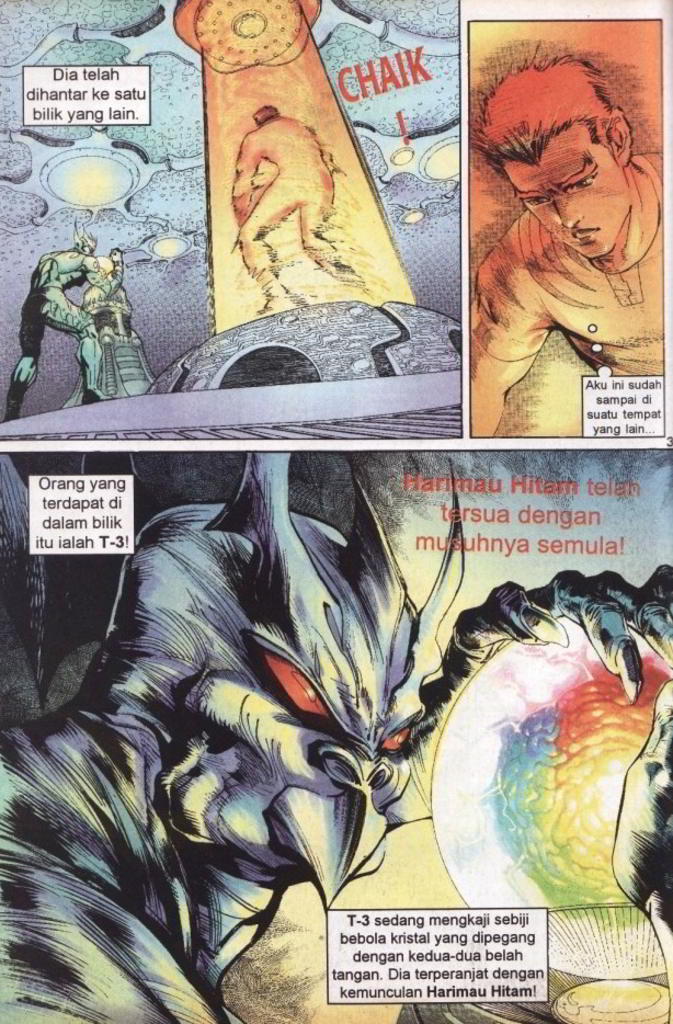 Dia telah
dihantar ke satu
bilik yang lain.
CHAIK
!
Aku ini sudah
sampai di
suatu tempat
yang lain...
3
Orang yang
terdapat di
dalam bilik
itu ialah T-3!
Harimau Hitam telah
tersua dengan
musuhnya semula!
T-3 sedang mengkaji sebiji
bebola kristal yang dipegang
dengan kedua-dua belah
tangan. Dia terperanjat dengan
kemunculan Harimau Hitam!